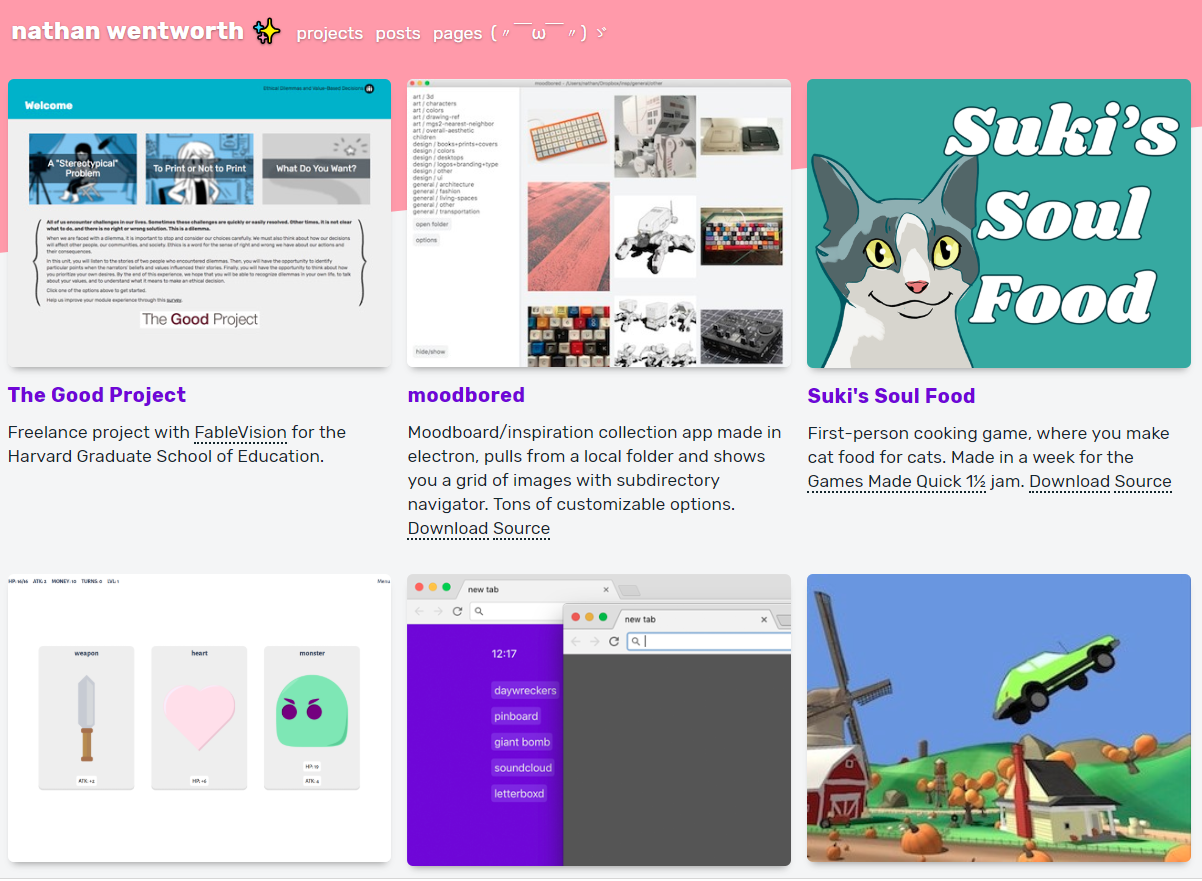 nathan wentworth ✨ projects posts pages (〃￣ω￣〃)ゞ
Ethical Dilemmas and Value-Based Decisions
Welcome
A "Stereotypical" Problem
To Print or Not to Print
What Do You Want?
All of us encounter challenges in our lives. Sometimes these challenges are quickly or easily resolved. Other times, it is not clear
what to do, and there is no right or wrong solution. This is a dilemma.
When we are faced with a dilemma, it is important to stop and consider our choices carefully. We must also think about how our decisions
will affect other people, our communities, and society. Ethics is a word for the sense of right and wrong we have about our actions and
their consequences.
In this unit, you will listen to the stories of two people who encountered dilemmas. Then, you will have the opportunity to identify
particular points when the narrators' beliefs and values influenced their stories. Finally, you will have the opportunity to think about how
you prioritize your own desires. By the end of this experience, we hope that you will be able to recognize dilemmas in your own life, to talk
about your values, and to understand what it means to make an ethical decision.
Click one of the options above to get started.
Help us improve your module experience through this survey.
The Good Project
moodbored - /Users/nathan/Dropbox/insp/general/other
art / 3d
art / characters
art / colors
art / drawing-ref
art / mgs2-nearest-neighbor
art / overall-aesthetic
children
design / books+prints+covers
design / colors
design / desktops
design / logos+branding+type
design / other
design / ui
general / architecture
general / fashion
general / living-spaces
general / other
general / transportation
open folder
options
hide/show
Suki's
Soul
Food
The Good Project
Freelance project with FableVision for the
Harvard Graduate School of Education.
moodbored
Moodboard/inspiration collection app made in
electron, pulls from a local folder and shows
you a grid of images with subdirectory
navigator. Tons of customizable options.
Download Source
Suki's Soul Food
First-person cooking game, where you make
cat food for cats. Made in a week for the
Games Made Quick 1½ jam. Download Source
HP: 16/16 ATK: 2 MONEY: 10 TURNS: 0 LVL: 1 Menu
weapon
ATK: +2
heart
HP: +6
monster
HP: 10
ATK: 4
new tab
12:17
daywreckers
pinboard
giant bomb
soundcloud
letterboxd
new tab